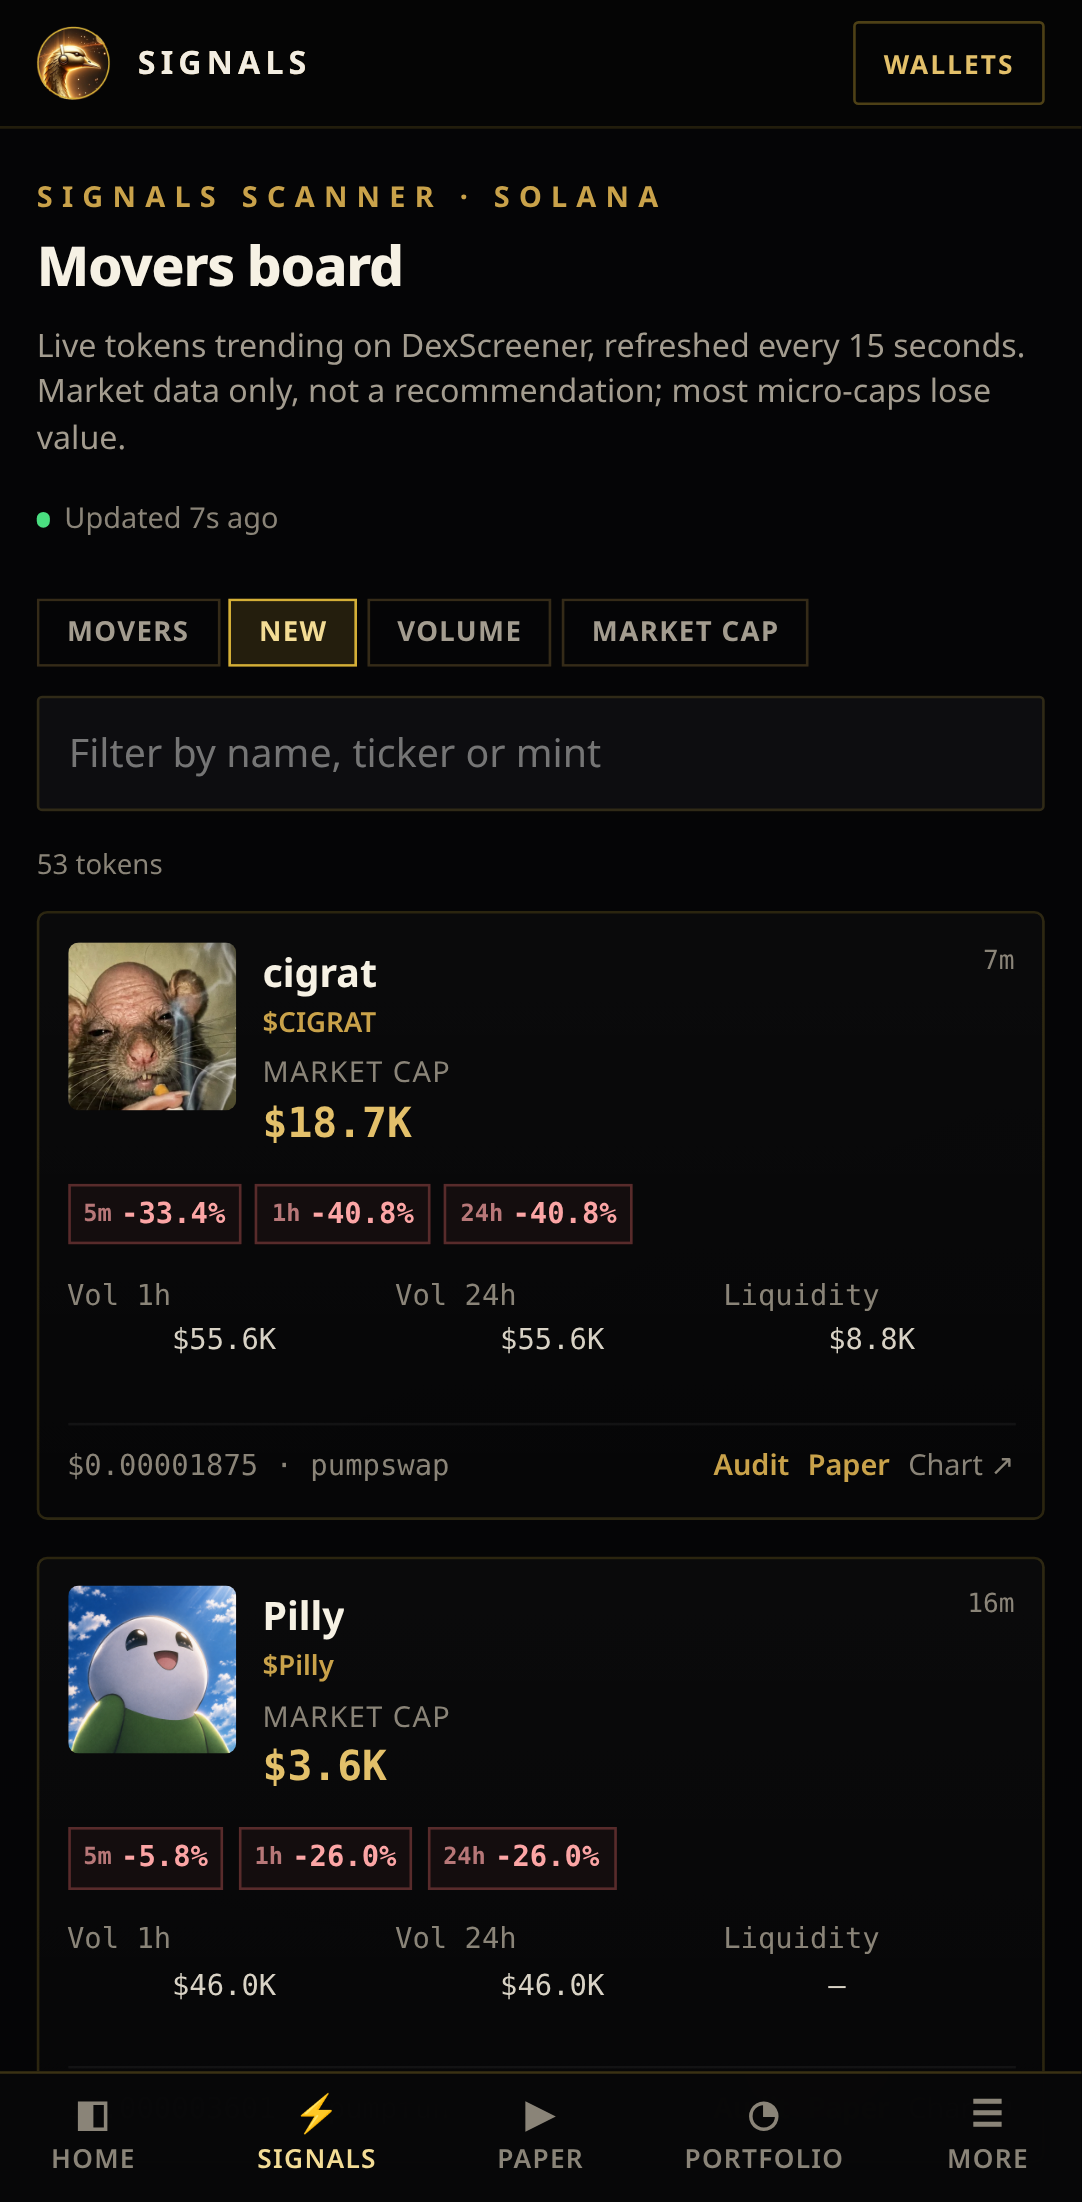 SIGNALS
WALLETS
SIGNALS SCANNER · SOLANA
Movers board
Live tokens trending on DexScreener, refreshed every 15 seconds.
Market data only, not a recommendation; most micro-caps lose
value.
Updated 7s ago
MOVERS NEW VOLUME MARKET CAP
Filter by name, ticker or mint
53 tokens
cigrat
7m
$CIGRAT
MARKET CAP
$18.7K
5m -33.4% 1h -40.8% 24h -40.8%
Vol 1h Vol 24h Liquidity
$55.6K $55.6K $8.8K
$0.00001875 · pumpswap Audit Paper Chart ↗
Pilly
16m
$Pilly
MARKET CAP
$3.6K
5m -5.8% 1h -26.0% 24h -26.0%
Vol 1h Vol 24h Liquidity
$46.0K $46.0K —
HOME SIGNALS PAPER PORTFOLIO MORE